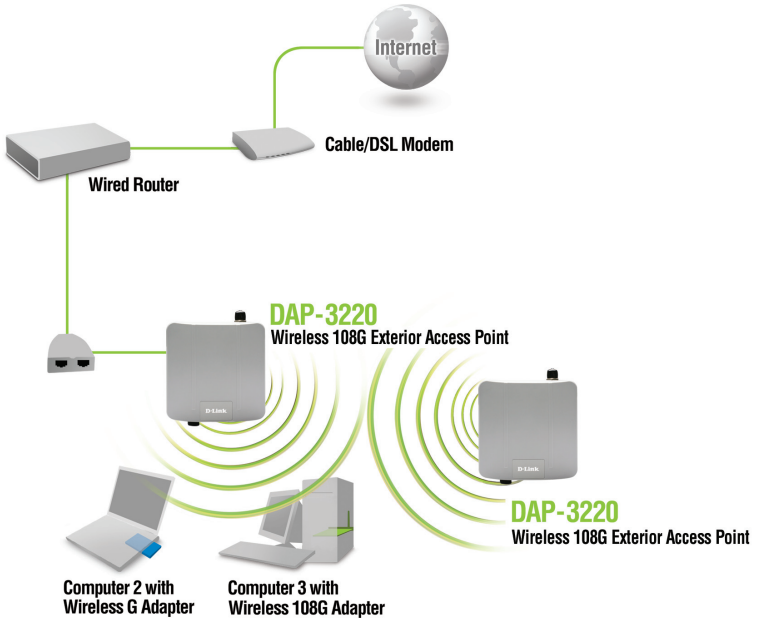 Internet
Cable/DSL Modem
Wired Router
DAP-3220
Wireless 108G Exterior Access Point
D-Link
D-Link
DAP-3220
Wireless 108G Exterior Access Point
Computer 2 with
Wireless G Adapter
Computer 3 with
Wireless 108G Adapter